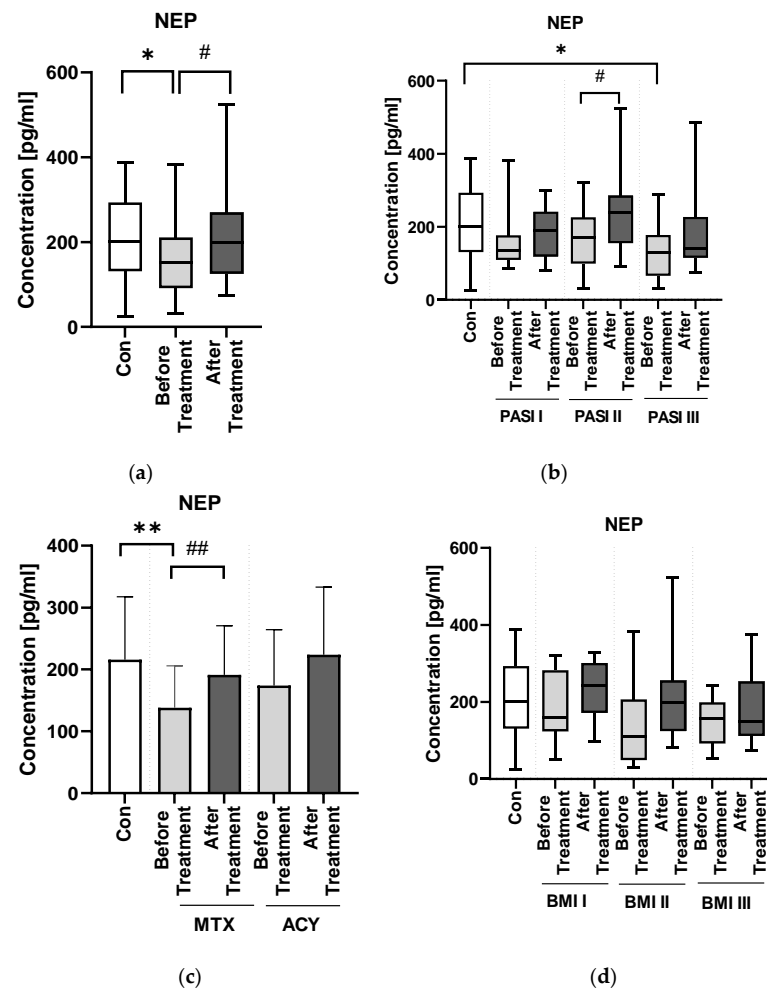 NEP
* #
600
400
200
0
Concentration [pg/ml]
Con
Before
Treatment
After
Treatment
(a)
NEP
*
#
600
400
200
0
Concentration [pg/ml]
Con
Before
Treatment
After
Treatment
Before
Treatment
After
Treatment
Before
Treatment
After
Treatment
PASI I PASI II PASI III
(b)
NEP
** ##
400
300
200
100
0
Concentration [pg/ml]
Con
Before
Treatment
After
Treatment
Before
Treatment
After
Treatment
MTX ACY
(c)
NEP
600
400
200
0
Concentration [pg/ml]
Con
Before
Treatment
After
Treatment
Before
Treatment
After
Treatment
Before
Treatment
After
Treatment
BMI I BMI II BMI III
(d)